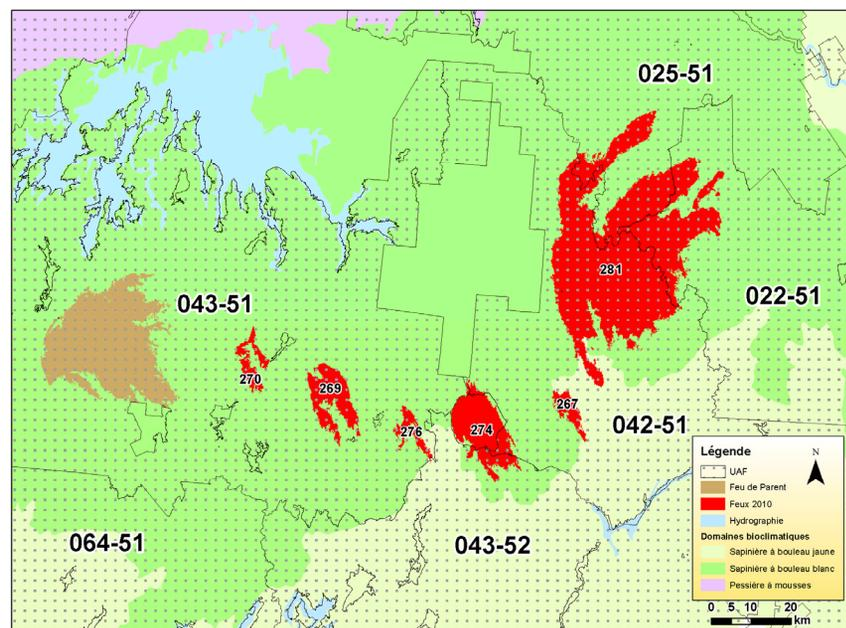 025-51
281
043-51
022-51
270
269
267
276
274
042-51
064-51
043-52
Légende
N
UAF
Feu de Parent
Feux 2010
Hydrographie
Domaines bioclimatiques
Sapinière à bouleau jaune
Sapinière à bouleau blanc
Pessière à mousses
0 5 10 20
km